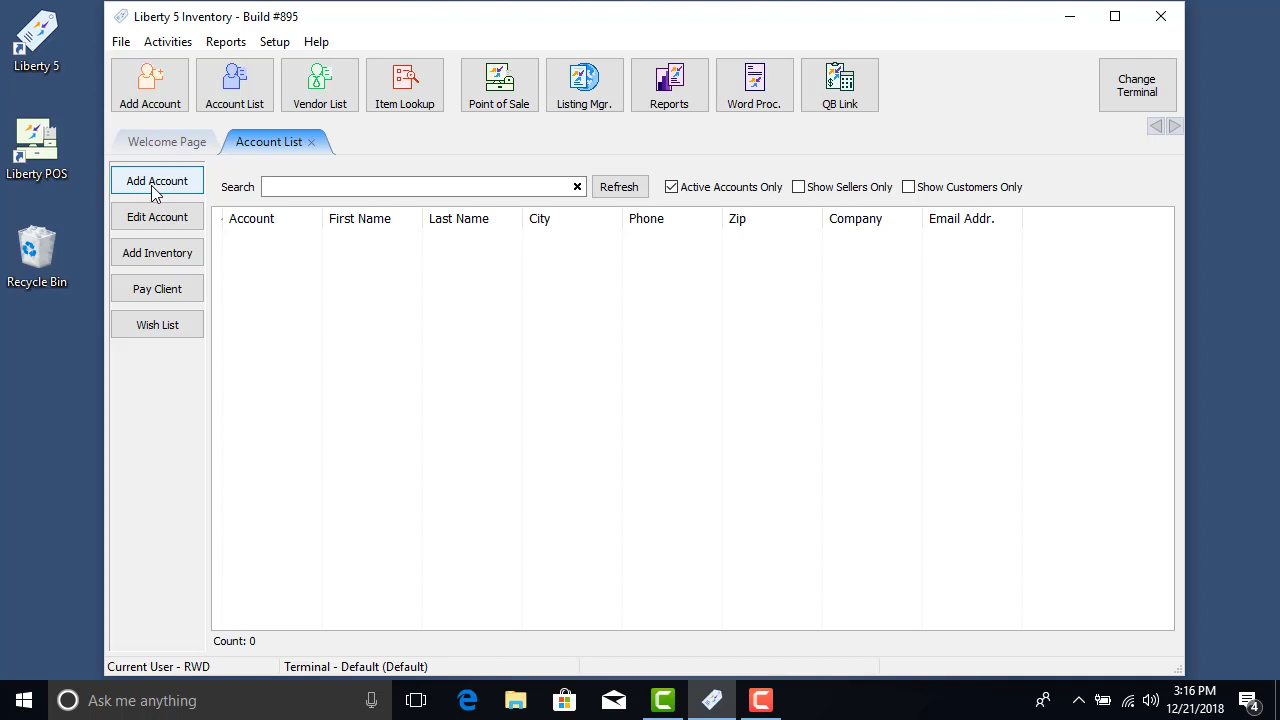 Liberty 5 Inventory - Build #895
File Activities Reports Setup Help
Add Account Account List Vendor List Item Lookup Point of Sale Listing Mgr. Reports Word Proc. QB Link Change Terminal
Welcome Page Account List
Add Account
Edit Account
Add Inventory
Pay Client
Wish List
Search Refresh Active Accounts Only Show Sellers Only Show Customers Only
Account First Name Last Name City Phone Zip Company Email Addr.
Count: 0
Current User - RWD Terminal - Default (Default)
Liberty 5
Liberty POS
Recycle Bin
Ask me anything
3:16 PM
12/21/2018
4